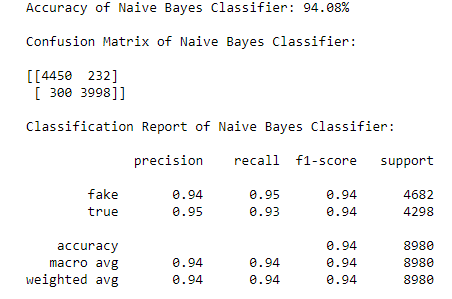 Accuracy of Naive Bayes Classifier: 94.08%
Confusion Matrix of Naive Bayes Classifier:
[[4450  232]
 [ 300 3998]]
Classification Report of Naive Bayes Classifier:
              precision    recall  f1-score   support
        fake       0.94      0.95      0.94      4682
        true       0.95      0.93      0.94      4298
    accuracy                           0.94      8980
   macro avg       0.94      0.94      0.94      8980
weighted avg       0.94      0.94      0.94      8980